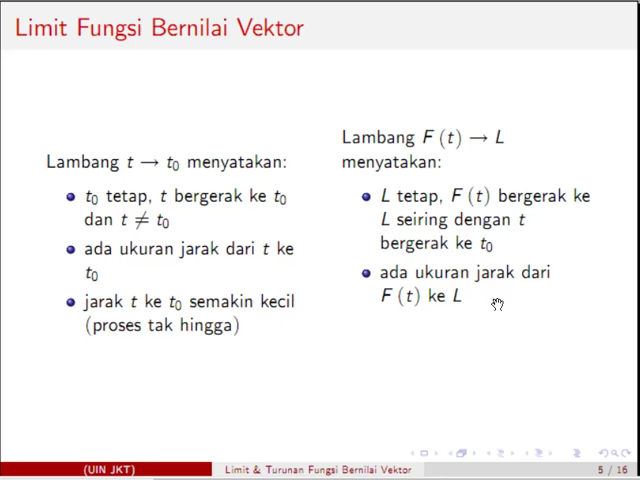 Limit Fungsi Bernilai Vektor
Lambang t → t₀ menyatakan:
t₀ tetap, t bergerak ke t₀
dan t ≠ t₀
ada ukuran jarak dari t ke
t₀
jarak t ke t₀ semakin kecil
(proses tak hingga)
Lambang F (t) → L
menyatakan:
L tetap, F (t) bergerak ke
L seiring dengan t
bergerak ke t₀
ada ukuran jarak dari
F (t) ke L
(UIN JKT)
Limit & Turunan Fungsi Bernilai Vektor
5 / 16